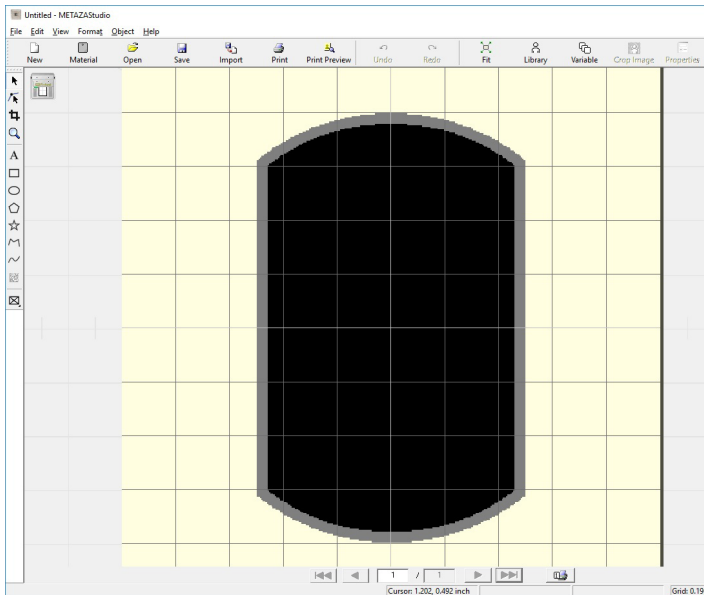 Untitled - METAZAStudio
File Edit View Format Object Help
New Material Open Save Import Print Print Preview Undo Redo Fit Library Variable Crop Image Properties
A
1 / 1
Cursor: 1.202, 0.492 inch Grid: 0.19